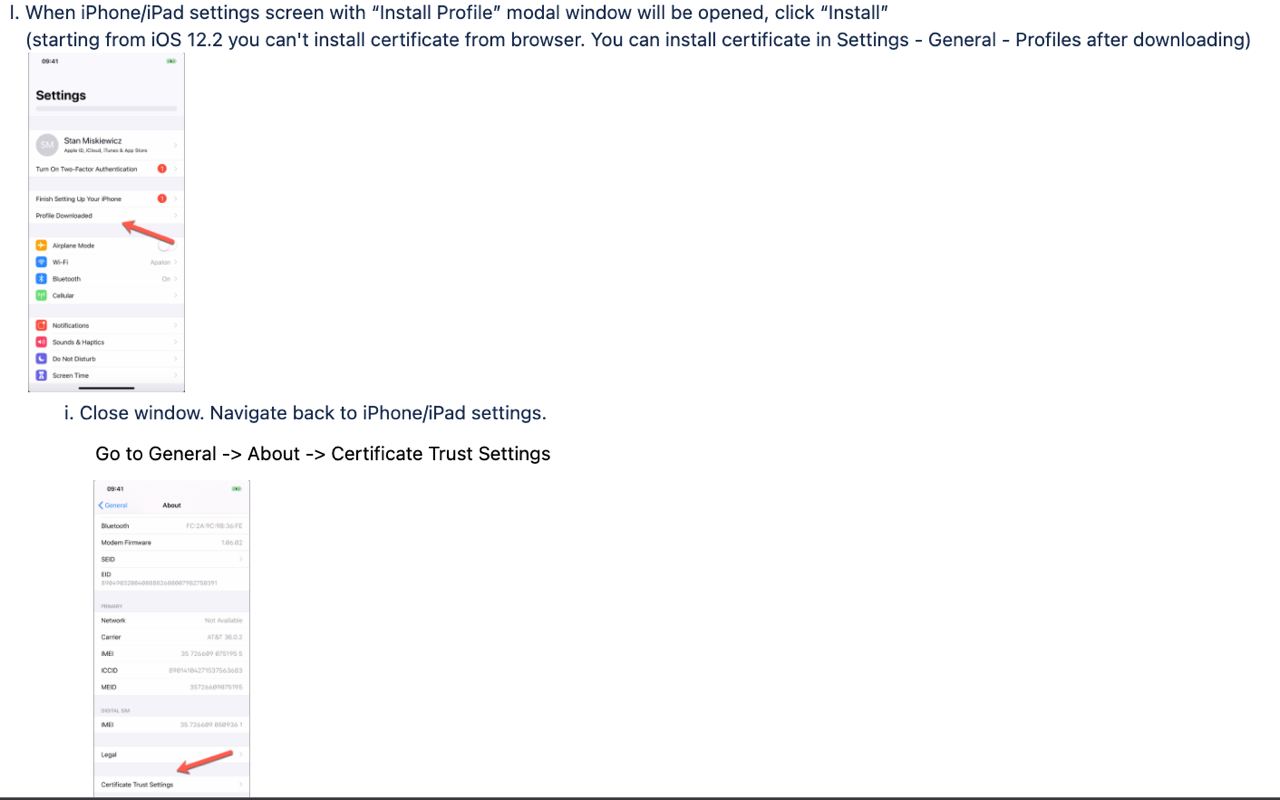 I. When iPhone/iPad settings screen with “Install Profile” modal window will be opened, click “Install”
(starting from iOS 12.2 you can't install certificate from browser. You can install certificate in Settings - General - Profiles after downloading)
09:41
Settings
SM
Stan Miskiewicz
Apple ID, iCloud, iTunes & App Store
Turn On Two-Factor Authentication 1
Finish Setting Up Your iPhone 1
Profile Downloaded
Airplane Mode
Wi-Fi Apalon
Bluetooth On
Cellular
Notifications
Sounds & Haptics
Do Not Disturb
Screen Time
i. Close window. Navigate back to iPhone/iPad settings.
Go to General -> About -> Certificate Trust Settings
09:41
General About
Bluetooth FC:2A:9C:9B:36:FE
Modem Firmware 1.06.02
SEID
EID
PRIMARY
Network Not Available
Carrier AT&T 38.0.2
IMEI 35 726609 075195 5
ICCID
MEID 35726609075195
DIGITAL SIM
IMEI 35 726609 050936 1
Legal
Certificate Trust Settings